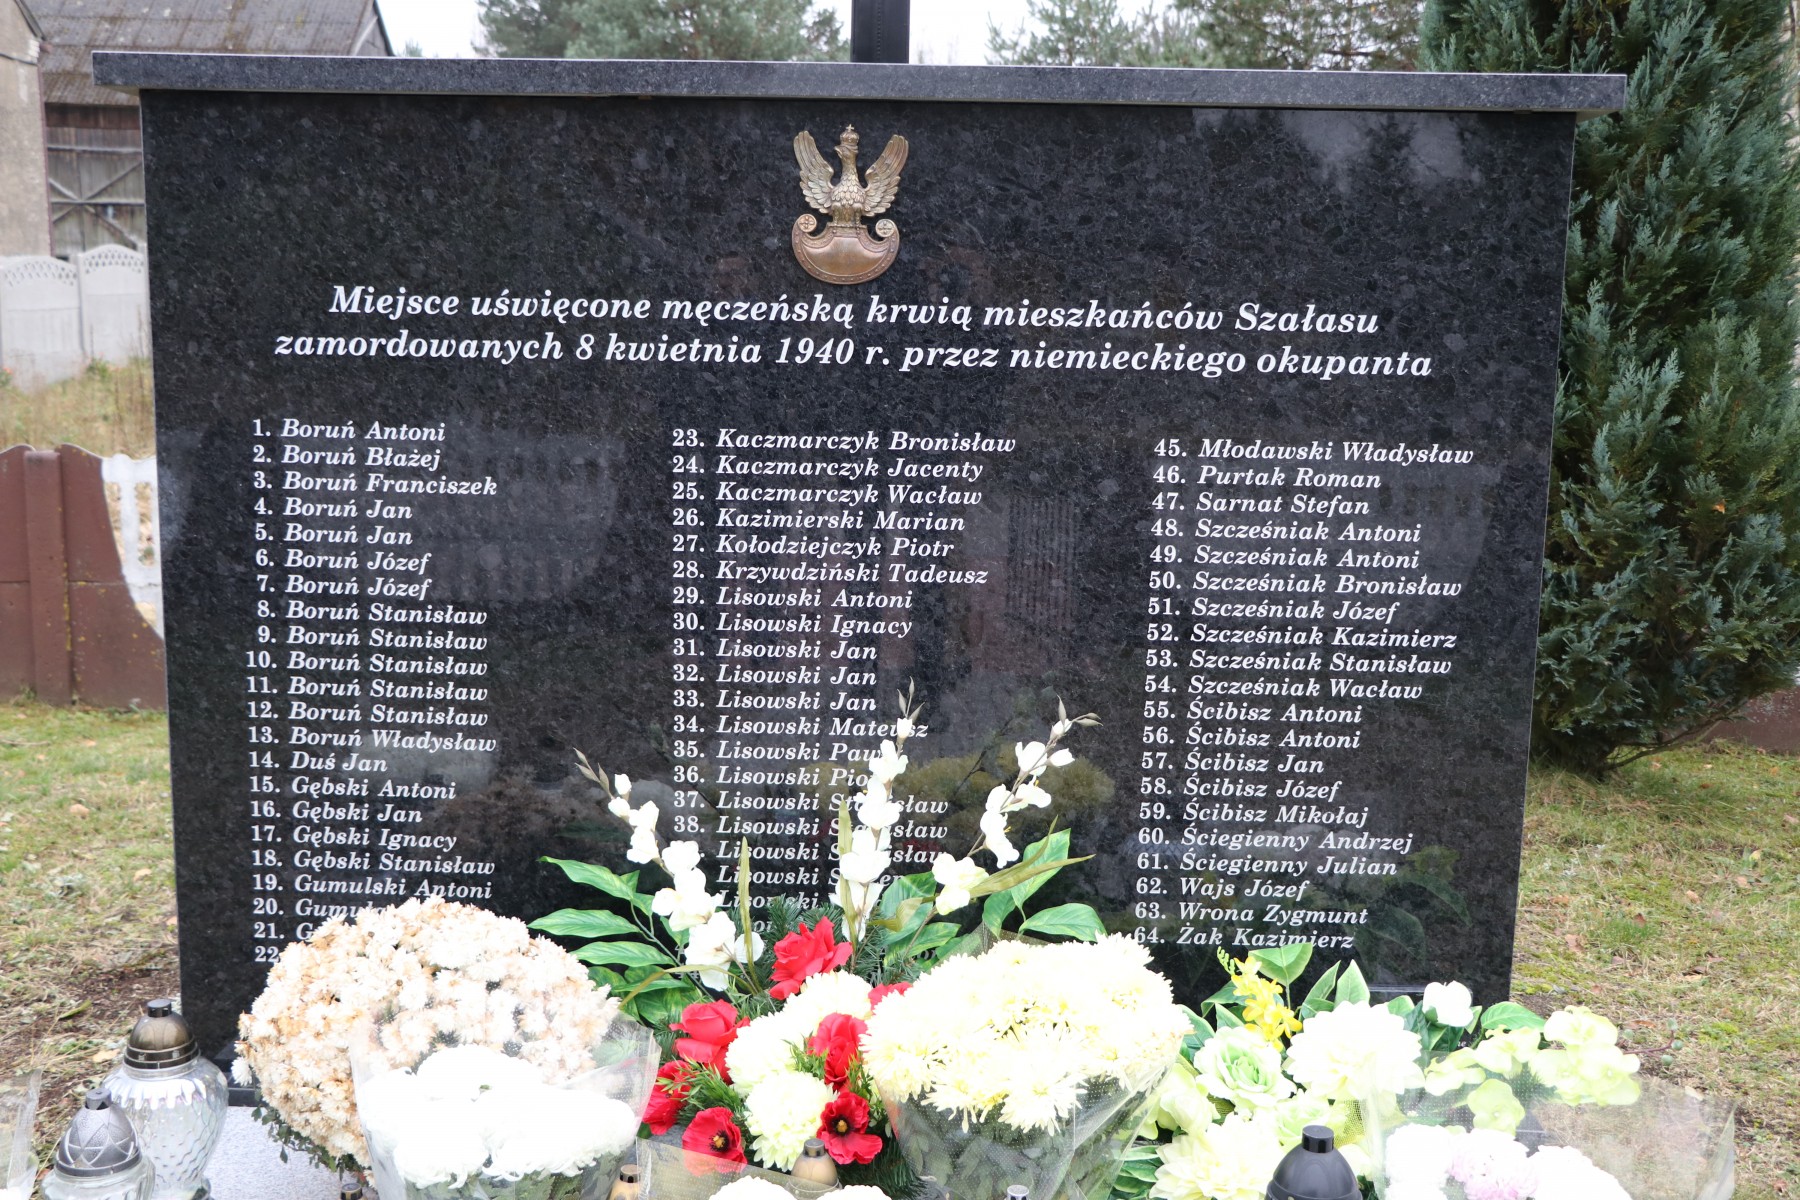 Miejsce uświęcone męczeńską krwią mieszkańców Szałasu
zamordowanych 8 kwietnia 1940 r. przez niemieckiego okupanta
1. Boruń Antoni
2. Boruń Błażej
3. Boruń Franciszek
4. Boruń Jan
5. Boruń Jan
6. Boruń Józef
7. Boruń Józef
8. Boruń Stanisław
9. Boruń Stanisław
10. Boruń Stanisław
11. Boruń Stanisław
12. Boruń Stanisław
13. Boruń Władysław
14. Duś Jan
15. Gębski Antoni
16. Gębski Jan
17. Gębski Ignacy
18. Gębski Stanisław
19. Gumulski Antoni
20.
21.
22
23. Kaczmarczyk Bronisław
24. Kaczmarczyk Jacenty
25. Kaczmarczyk Wacław
26. Kazimierski Marian
27. Kołodziejczyk Piotr
28. Krzywdziński Tadeusz
29. Lisowski Antoni
30. Lisowski Ignacy
31. Lisowski Jan
32. Lisowski Jan
33. Lisowski Jan
34. Lisowski Mateusz
35. Lisowski
36. Lisowski
37. Lisowski Stanisław
38. Lisowski Stanisław
Lisowski Stanisław
Lisowski
45. Młodawski Władysław
46. Purtak Roman
47. Sarnat Stefan
48. Szcześniak Antoni
49. Szcześniak Antoni
50. Szcześniak Bronisław
51. Szcześniak Józef
52. Szcześniak Kazimierz
53. Szcześniak Stanisław
54. Szcześniak Wacław
55. Ścibisz Antoni
56. Ścibisz Antoni
57. Ścibisz Jan
58. Ścibisz Józef
59. Ścibisz Mikołaj
60. Ściegienny Andrzej
61. Ściegienny Julian
62. Wajs Józef
63. Wrona Zygmunt
64. Żak Kazimierz